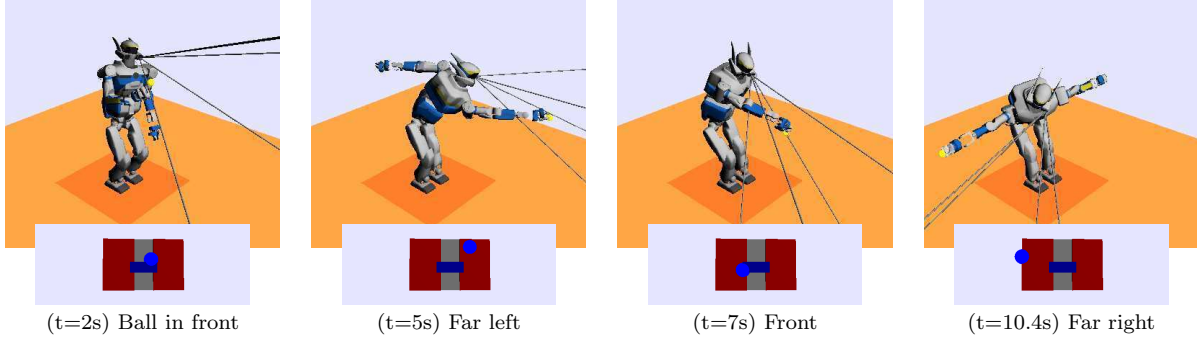 (t=2s) Ball in front
(t=5s) Far left
(t=7s) Front
(t=10.4s) Far right